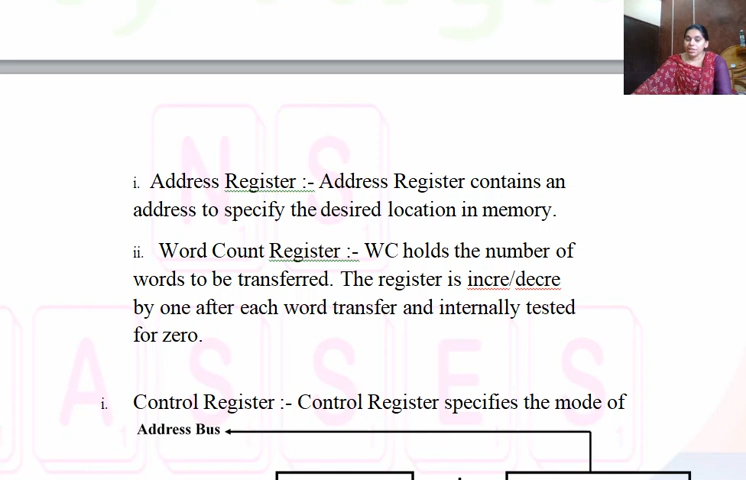 i. Address Register :- Address Register contains an
address to specify the desired location in memory.
ii. Word Count Register :- WC holds the number of
words to be transferred. The register is incre/decre
by one after each word transfer and internally tested
for zero.
i. Control Register :- Control Register specifies the mode of
Address Bus
N S
A S S E S